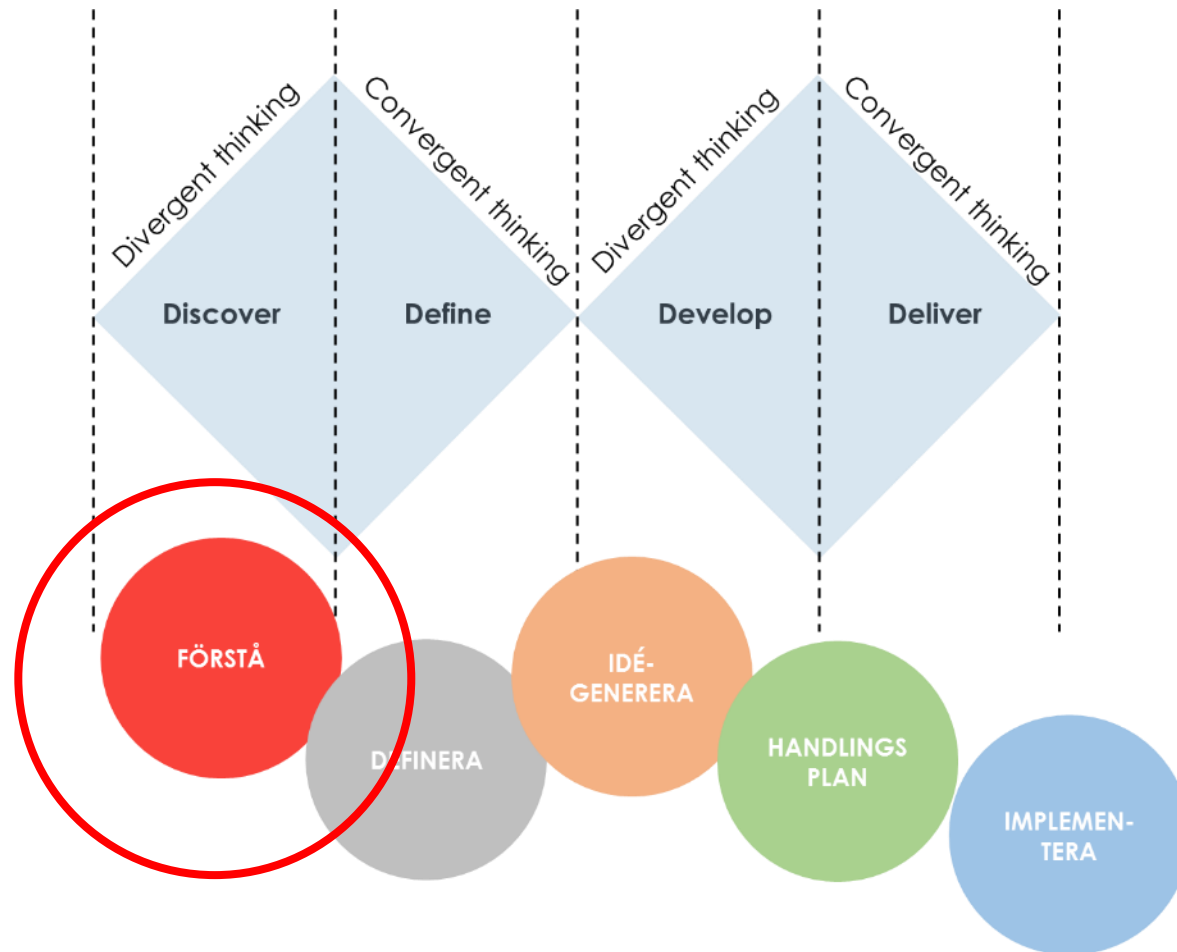 Divergent thinking
Convergent thinking
Divergent thinking
Convergent thinking
Discover
Define
Develop
Deliver
FÖRSTÅ
DEFINERA
IDÉ-
GENERERA
HANDLINGS
PLAN
IMPLEMEN-
TERA